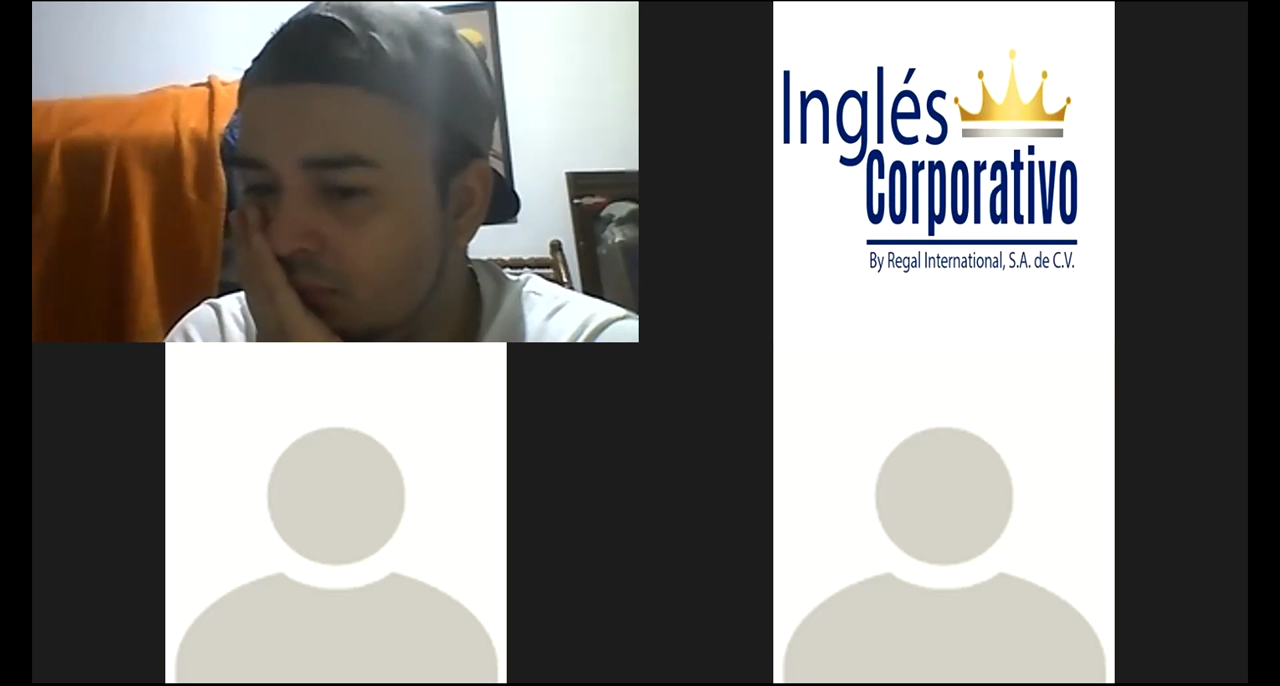 Inglés
Corporativo
By Regal International, S.A. de C.V.